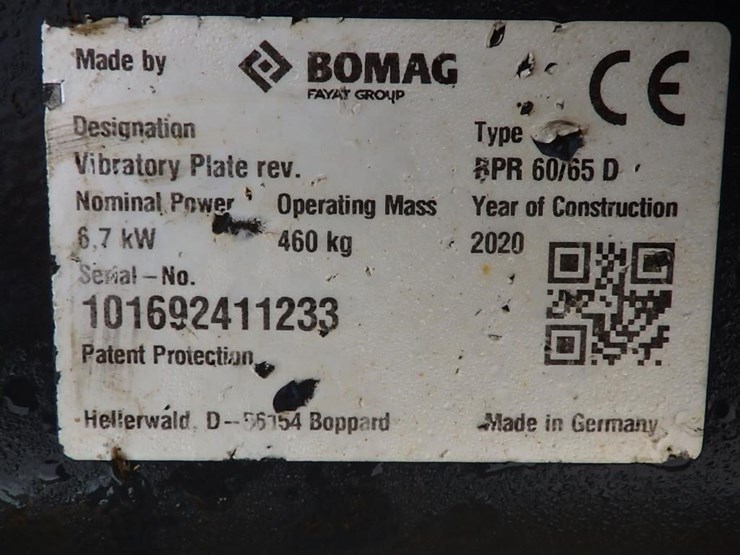 Made by
BOMAG
FAYAT GROUP
CE
Designation
Type
Vibratory Plate rev.
BPR 60/65 D
Nominal Power
Operating Mass
Year of Construction
6,7 kW
460 kg
2020
Serial-No.
101692411233
Patent Protection
Hellerwald, D-56154 Boppard
Made in Germany